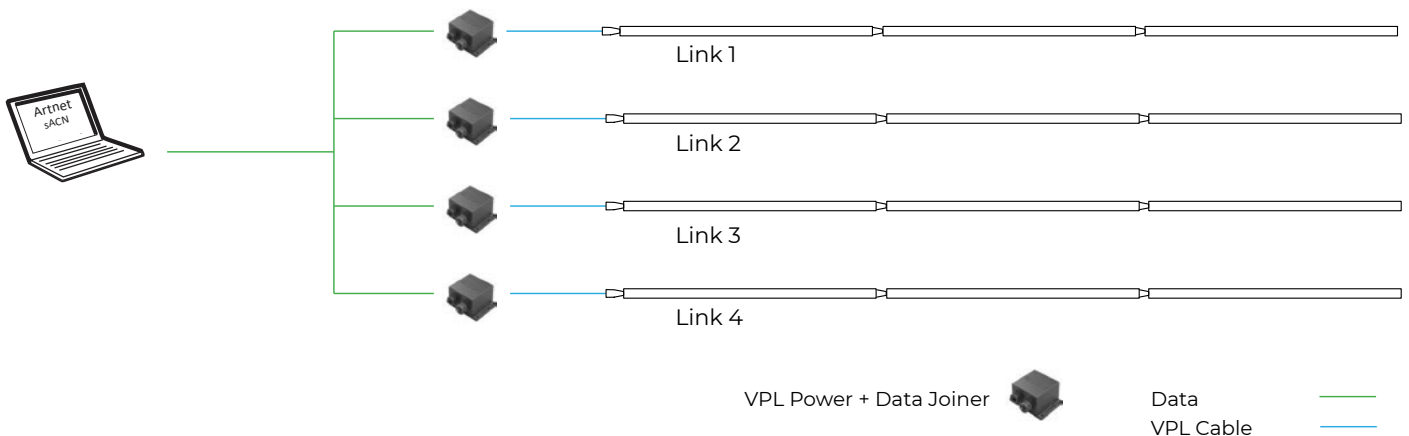 Artnet
sACN
Link 1
Link 2
Link 3
Link 4
VPL Power + Data Joiner
Data
VPL Cable